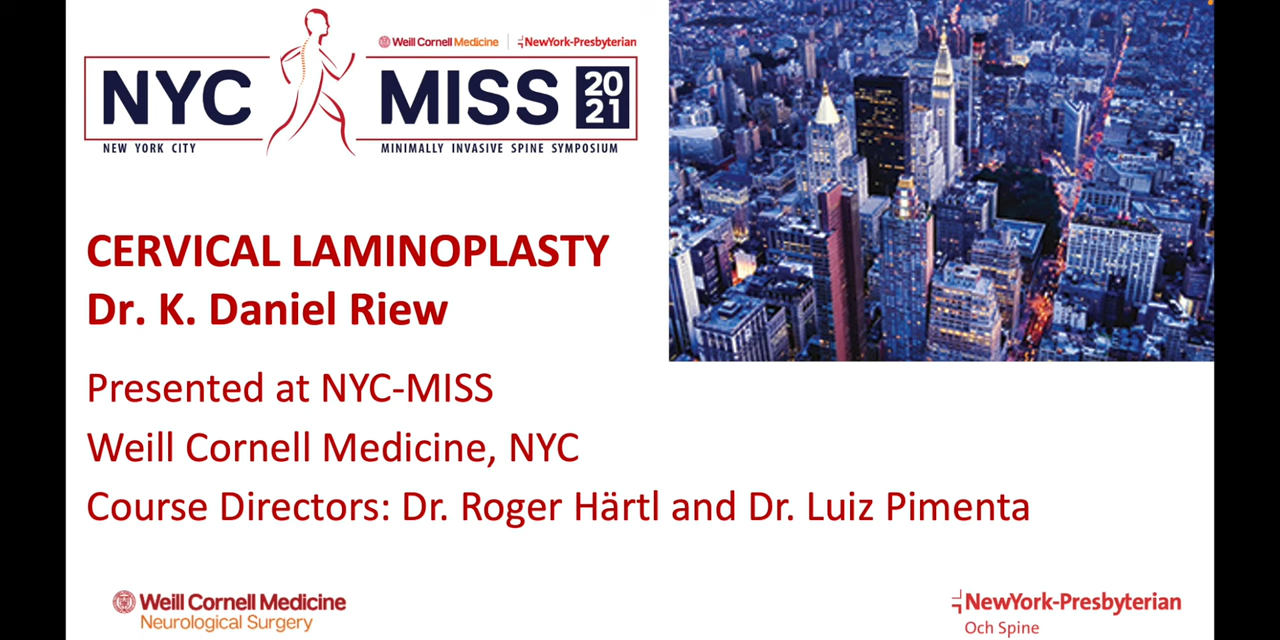 Weill Cornell Medicine NewYork-Presbyterian
NYC MISS 20
21
NEW YORK CITY MINIMALLY INVASIVE SPINE SYMPOSIUM
CERVICAL LAMINOPLASTY
Dr. K. Daniel Riew
Presented at NYC-MISS
Weill Cornell Medicine, NYC
Course Directors: Dr. Roger Härtl and Dr. Luiz Pimenta
Weill Cornell Medicine
Neurological Surgery
NewYork-Presbyterian
Och Spine